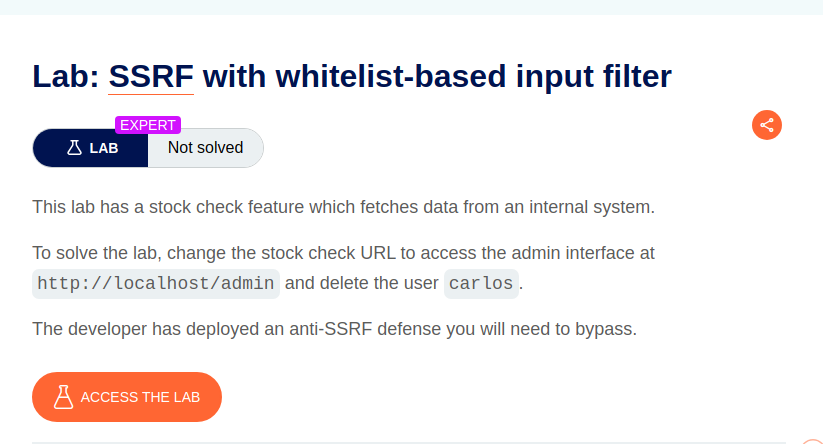 Lab: SSRF with whitelist-based input filter
EXPERT
LAB
Not solved
This lab has a stock check feature which fetches data from an internal system.
To solve the lab, change the stock check URL to access the admin interface at
http://localhost/admin and delete the user carlos.
The developer has deployed an anti-SSRF defense you will need to bypass.
ACCESS THE LAB